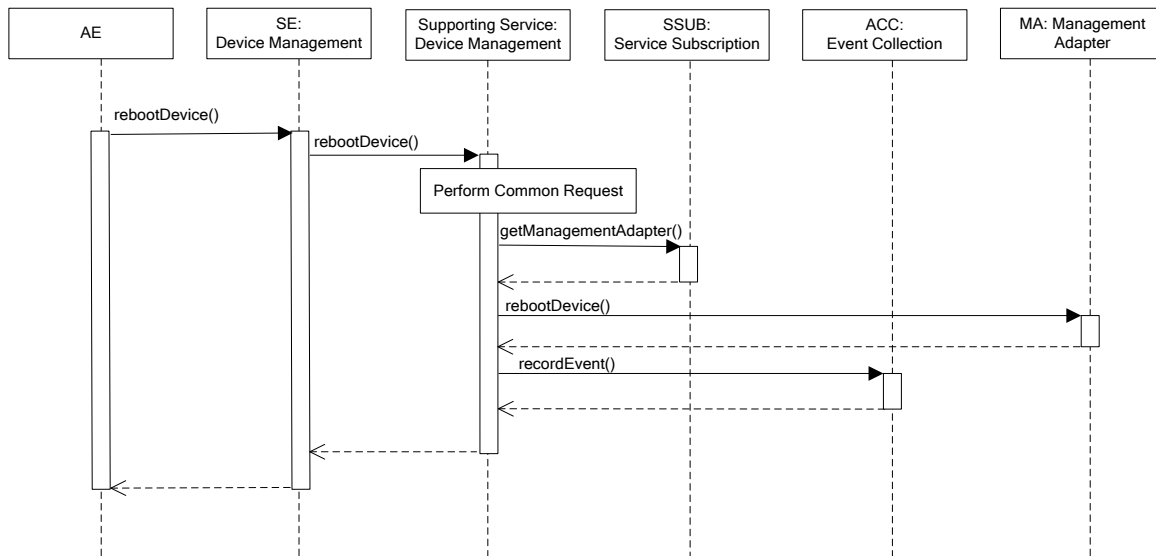 AE
SE:
Device Management
Supporting Service:
Device Management
SSUB:
Service Subscription
ACC:
Event Collection
MA: Management
Adapter
rebootDevice()
rebootDevice()
Perform Common Request
getManagementAdapter()
rebootDevice()
recordEvent()